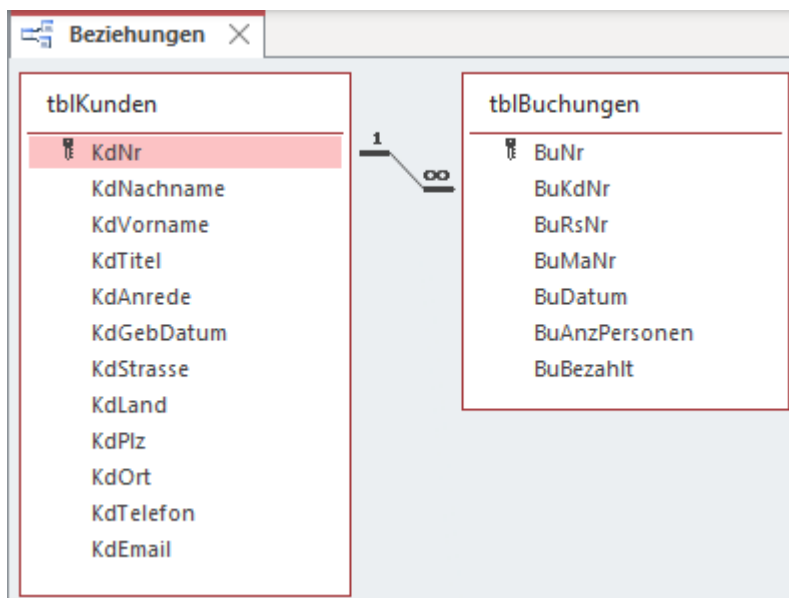 Beziehungen
tblKunden
KdNr
KdNachname
KdVorname
KdTitel
KdAnrede
KdGebDatum
KdStrasse
KdLand
KdPlz
KdOrt
KdTelefon
KdEmail
1
∞
tblBuchungen
BuNr
BuKdNr
BuRsNr
BuMaNr
BuDatum
BuAnzPersonen
BuBezahlt